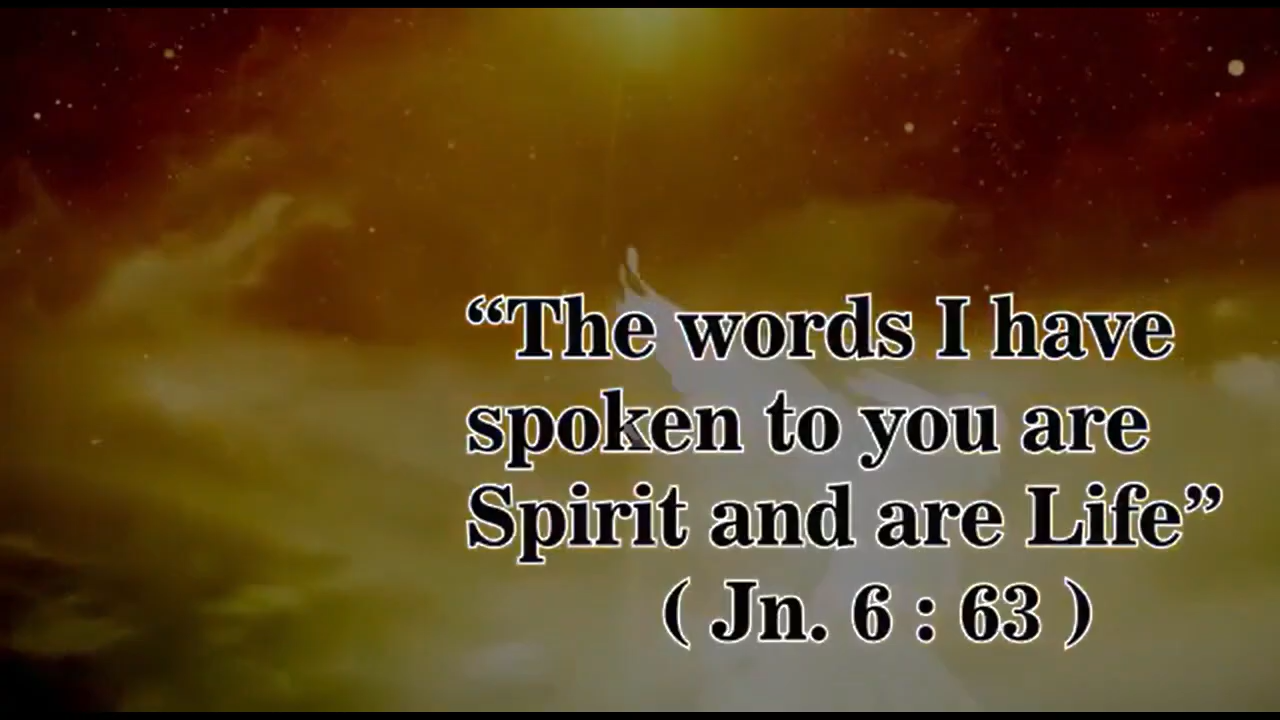 “The words I have
spoken to you are
Spirit and are Life”
( Jn. 6 : 63 )